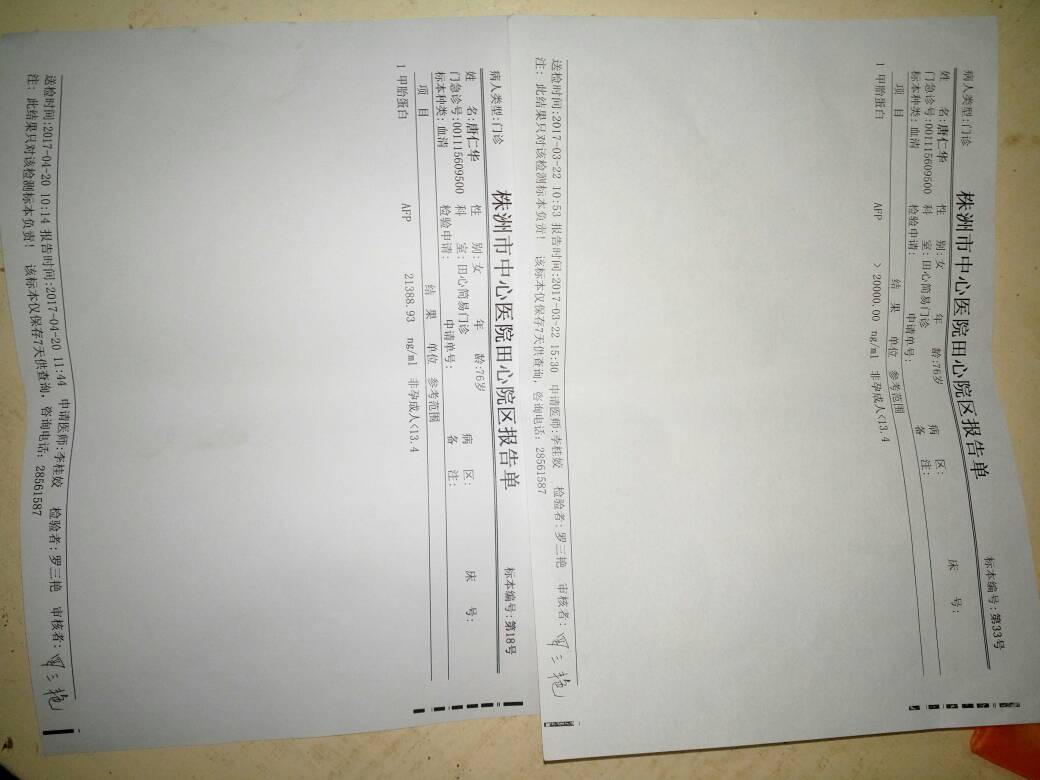 株洲市中心医院田心院区报告单
病人类型:门诊 标本编号:第33号
姓 名:唐仁华 性 别:女 年 龄:76岁 病 区: 床 号:
门急诊号:001115609500 科 室:田心简易门诊 备 注:
标本种类:血清 检验申请: 申请单号:
项 目 结 果 单位 参考范围
1 甲胎蛋白 AFP > 20000.00 ng/ml 非孕成人<13.4
送检时间:2017-03-22 10:53 报告时间:2017-03-22 15:30 申请医师:李桂姣 检验者:罗三艳 审核者:罗三艳
注: 此结果只对该检测标本负责! 该标本仅保存7天供查询, 咨询电话: 28561587
株洲市中心医院田心院区报告单
病人类型:门诊 标本编号:第18号
姓 名:唐仁华 性 别:女 年 龄:76岁 病 区: 床 号:
门急诊号:001115609500 科 室:田心简易门诊 备 注:
标本种类:血清 检验申请: 申请单号:
项 目 结 果 单位 参考范围
1 甲胎蛋白 AFP 21388.93 ng/ml 非孕成人<13.4
送检时间:2017-04-20 10:14 报告时间:2017-04-20 11:44 申请医师:李桂姣 检验者:罗三艳 审核者:罗三艳
注: 此结果只对该检测标本负责! 该标本仅保存7天供查询, 咨询电话: 28561587